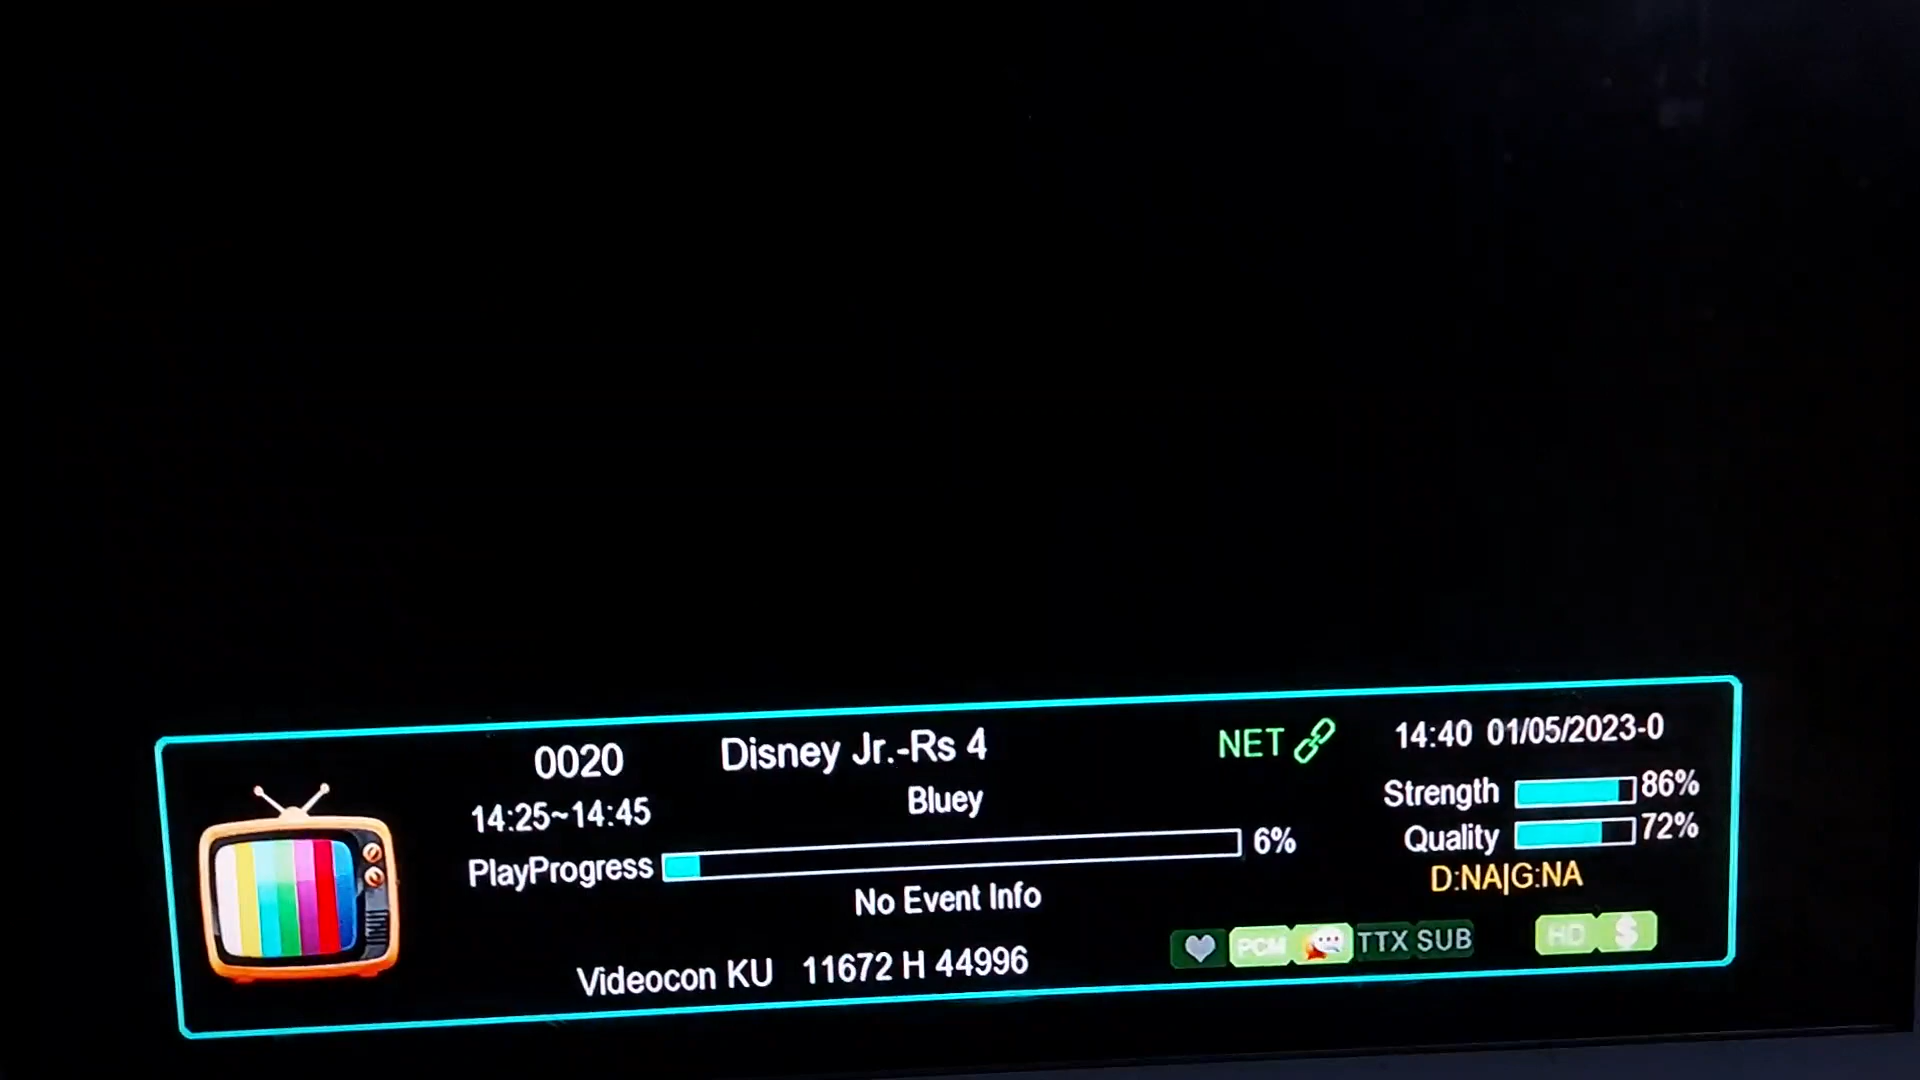 0020 Disney Jr.-Rs 4 NET 14:40 01/05/2023-0
14:25~14:45 Bluey Strength 86%
PlayProgress 6% Quality 72%
No Event Info D:NA|G:NA
Videocon KU 11672 H 44996 PCM TTX SUB HD $